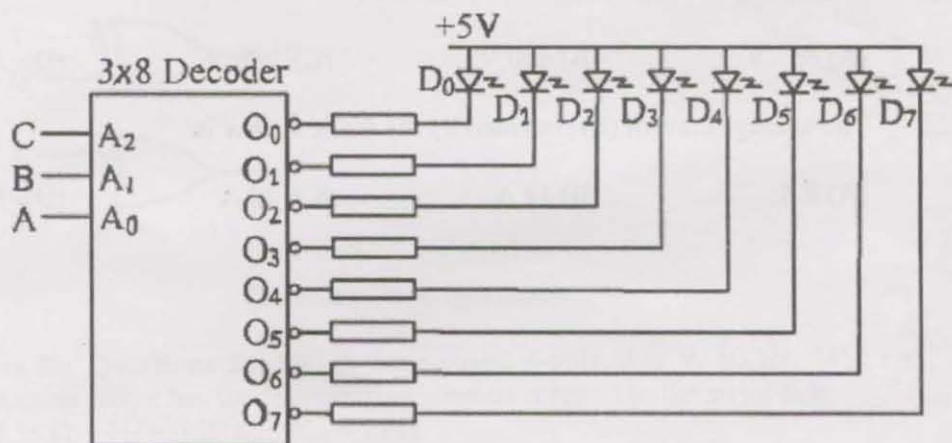 +5V
3x8 Decoder
D₀ D₁ D₂ D₃ D₄ D₅ D₆ D₇
C A₂ O₀
B A₁ O₁
A A₀ O₂
O₃
O₄
O₅
O₆
O₇